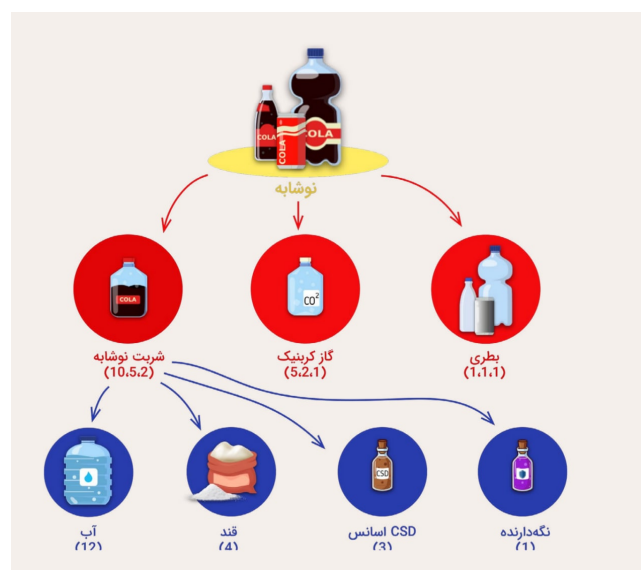 COLA
COLA
COLA
نوشابه
COLA
CO²
شربت نوشابه
(10،5،2)
گاز کربنیک
(5،2،1)
بطری
(1،1،1)
CSD
آب
(12)
قند
(4)
CSD اسانس
(3)
نگه‌دارنده
(1)